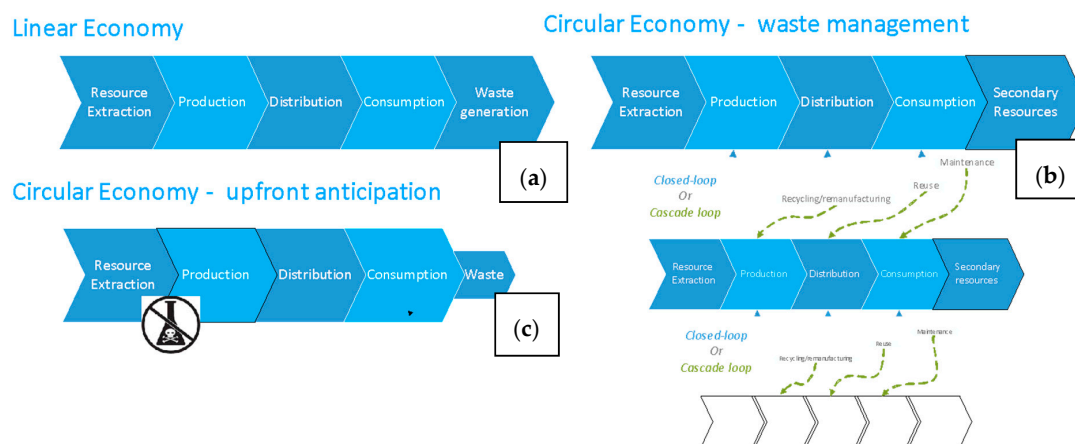 Linear Economy
Resource
Extraction
Production
Distribution
Consumption
Waste
generation
(a)
Circular Economy - waste management
Resource
Extraction
Production
Distribution
Consumption
Secondary
Resources
(b)
Maintenance
Reuse
Recycling/remanufacturing
Closed-loop
Or
Cascade loop
Resource
Extraction
Production
Distribution
Consumption
Secondary
resources
Closed-loop
Or
Cascade loop
Maintenance
Reuse
Recycling/remanufacturing
Circular Economy - upfront anticipation
Resource
Extraction
Production
Distribution
Consumption
Waste
(c)